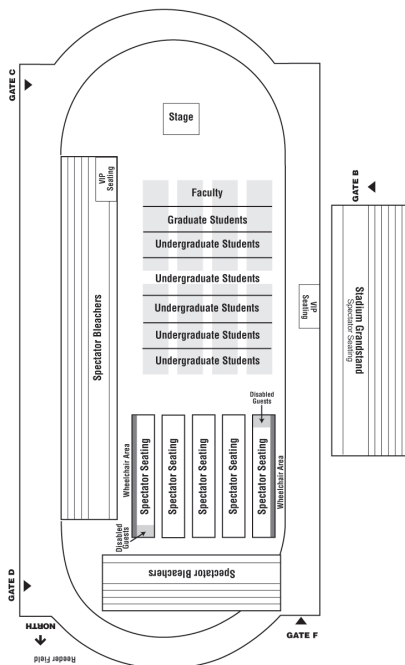 GATE C
Stage
GATE B
VIP
Seating
Faculty
Graduate Students
Undergraduate Students
Undergraduate Students
Undergraduate Students
Undergraduate Students
Undergraduate Students
Spectator Bleachers
VIP
Seating
Stadium Grandstand
Spectator Seating
Disabled
Guests
Wheelchair Area
Spectator Seating
Spectator Seating
Spectator Seating
Spectator Seating
Spectator Seating
Wheelchair Area
Disabled
Guests
Spectator Bleachers
GATE D
NORTH
Reeder Field
GATE F